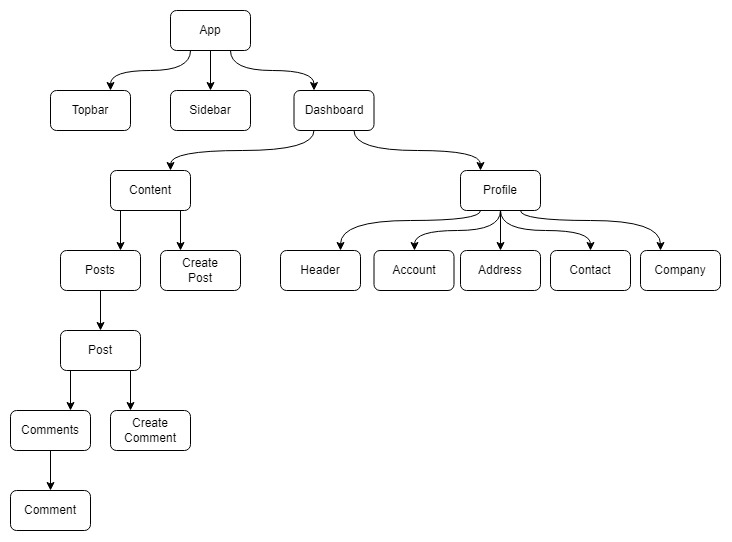 App
Topbar
Sidebar
Dashboard
Content
Profile
Posts
Create
Post
Header
Account
Address
Contact
Company
Post
Comments
Create
Comment
Comment